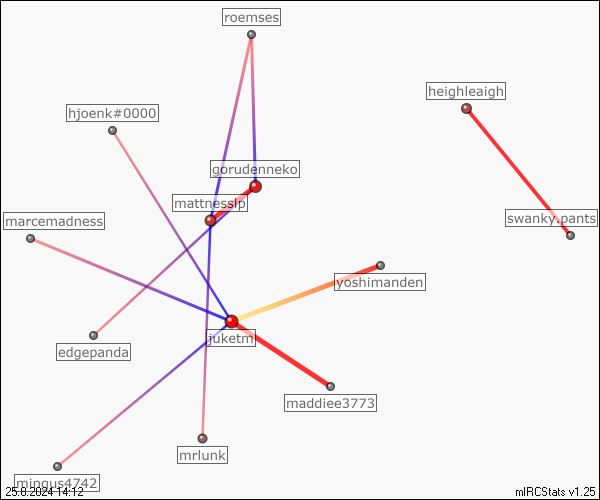 roemses
heighleaigh
hjoenk#0000
gorudenneko
mattnesslp
swanky.pants
marcemadness
yoshimanden
juketm
edgepanda
maddiee3773
mrlunk
mingus4742
25.8.2024 14:12
mIRCStats v1.25